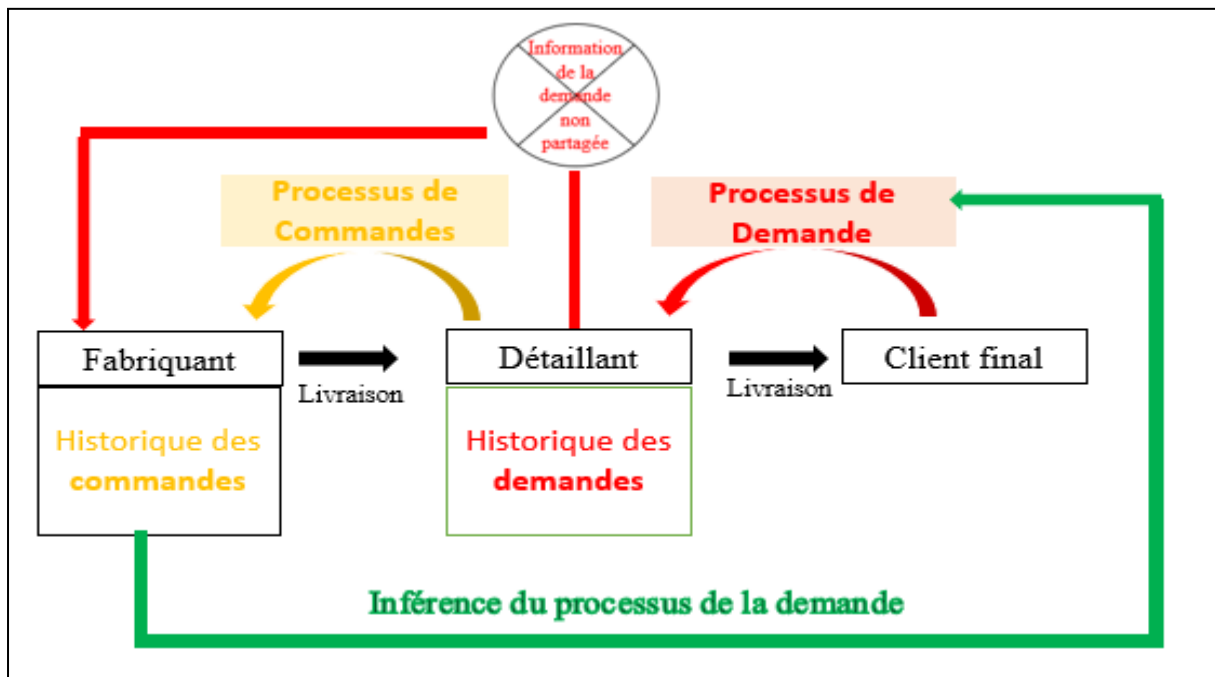 Information
de la
demande
non
partagée
Processus de
Commandes
Processus de
Demande
Fabriquant
Livraison
Détaillant
Livraison
Client final
Historique des
commandes
Historique des
demandes
Inférence du processus de la demande